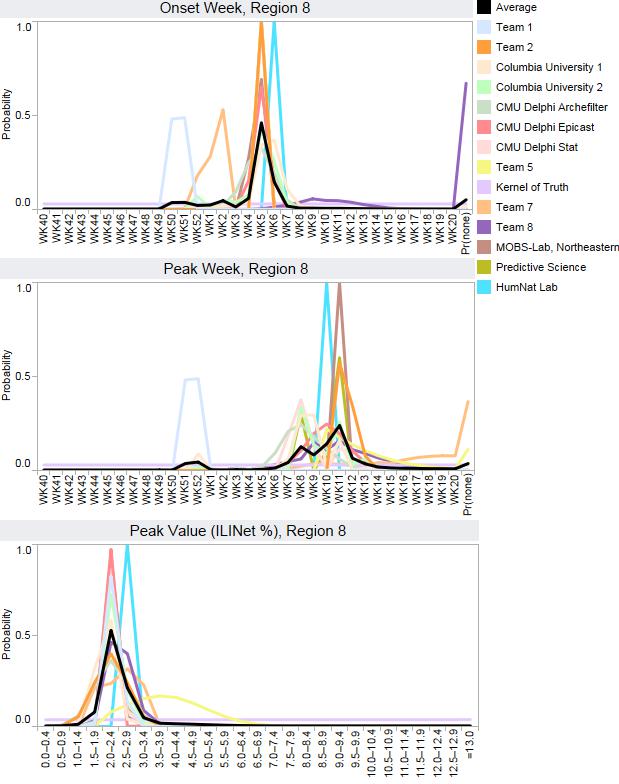 Onset Week, Region 8
1.0
0.5
0.0
Probability
WK40
WK41
WK42
WK43
WK44
WK45
WK46
WK47
WK48
WK49
WK50
WK51
WK52
WK1
WK2
WK3
WK4
WK5
WK6
WK7
WK8
WK9
WK10
WK11
WK12
WK13
WK14
WK15
WK16
WK17
WK18
WK19
WK20
Pr(none)
Average
Team 1
Team 2
Columbia University 1
Columbia University 2
CMU Delphi Archefilter
CMU Delphi Epicast
CMU Delphi Stat
Team 5
Kernel of Truth
Team 7
Team 8
MOBS-Lab, Northeastern
Predictive Science
HumNat Lab
Peak Week, Region 8
1.0
0.5
0.0
Probability
WK40
WK41
WK42
WK43
WK44
WK45
WK46
WK47
WK48
WK49
WK50
WK51
WK52
WK1
WK2
WK3
WK4
WK5
WK6
WK7
WK8
WK9
WK10
WK11
WK12
WK13
WK14
WK15
WK16
WK17
WK18
WK19
WK20
Pr(none)
Peak Value (ILINet %), Region 8
1.0
0.5
0.0
Probability
0.0–0.4
0.5–0.9
1.0–1.4
1.5–1.9
2.0–2.4
2.5–2.9
3.0–3.4
3.5–3.9
4.0–4.4
4.5–4.9
5.0–5.4
5.5–5.9
6.0–6.4
6.5–6.9
7.0–7.4
7.5–7.9
8.0–8.4
8.5–8.9
9.0–9.4
9.5–9.9
10.0–10.4
10.5–10.9
11.0–11.4
11.5–11.9
12.0–12.4
12.5–12.9
=13.0